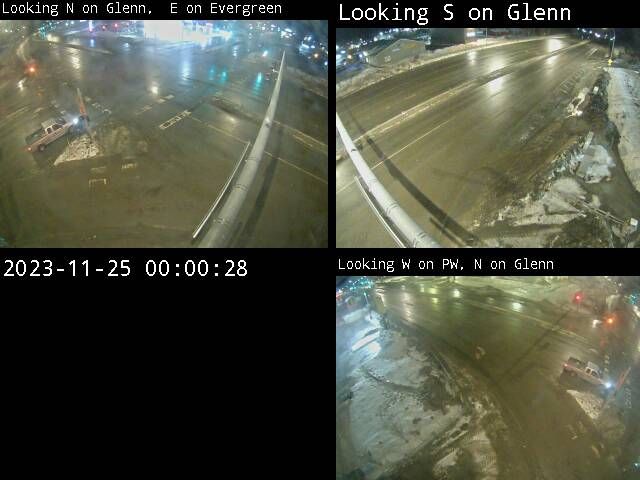 Looking N on Glenn,  E on Evergreen
Looking S on Glenn
2023-11-25 00:00:28
Looking W on PW, N on Glenn